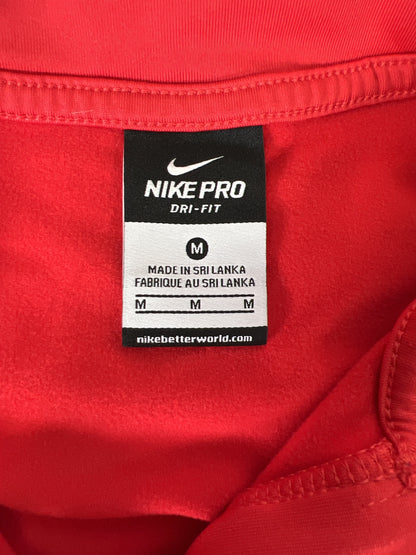 NIKE PRO
DRI-FIT
M
MADE IN SRI LANKA
FABRIQUE AU SRI LANKA
M M M
nikebetterworld.com